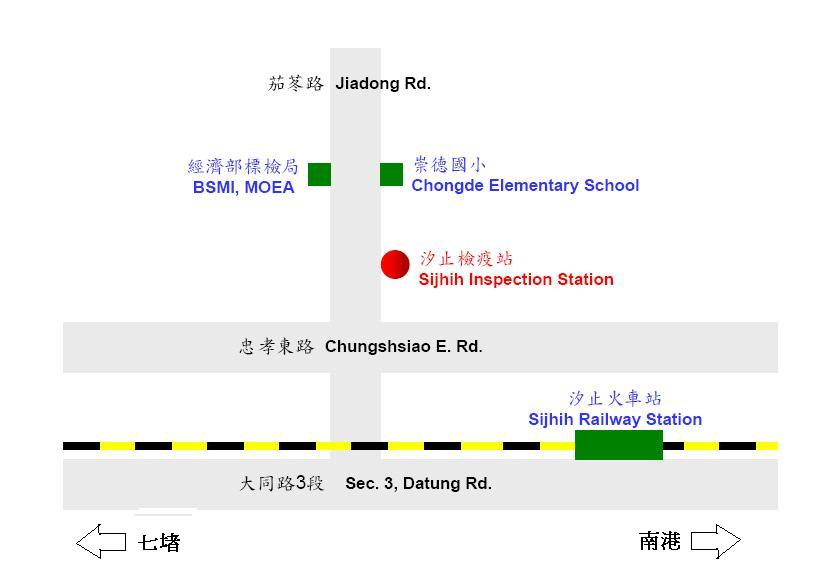 茄苳路 Jiadong Rd.
經濟部標檢局
BSMI, MOEA
崇德國小
Chongde Elementary School
汐止檢疫站
Sijhih Inspection Station
忠孝東路 Chungshsiao E. Rd.
汐止火車站
Sijhih Railway Station
大同路3段 Sec. 3, Datung Rd.
七堵
南港